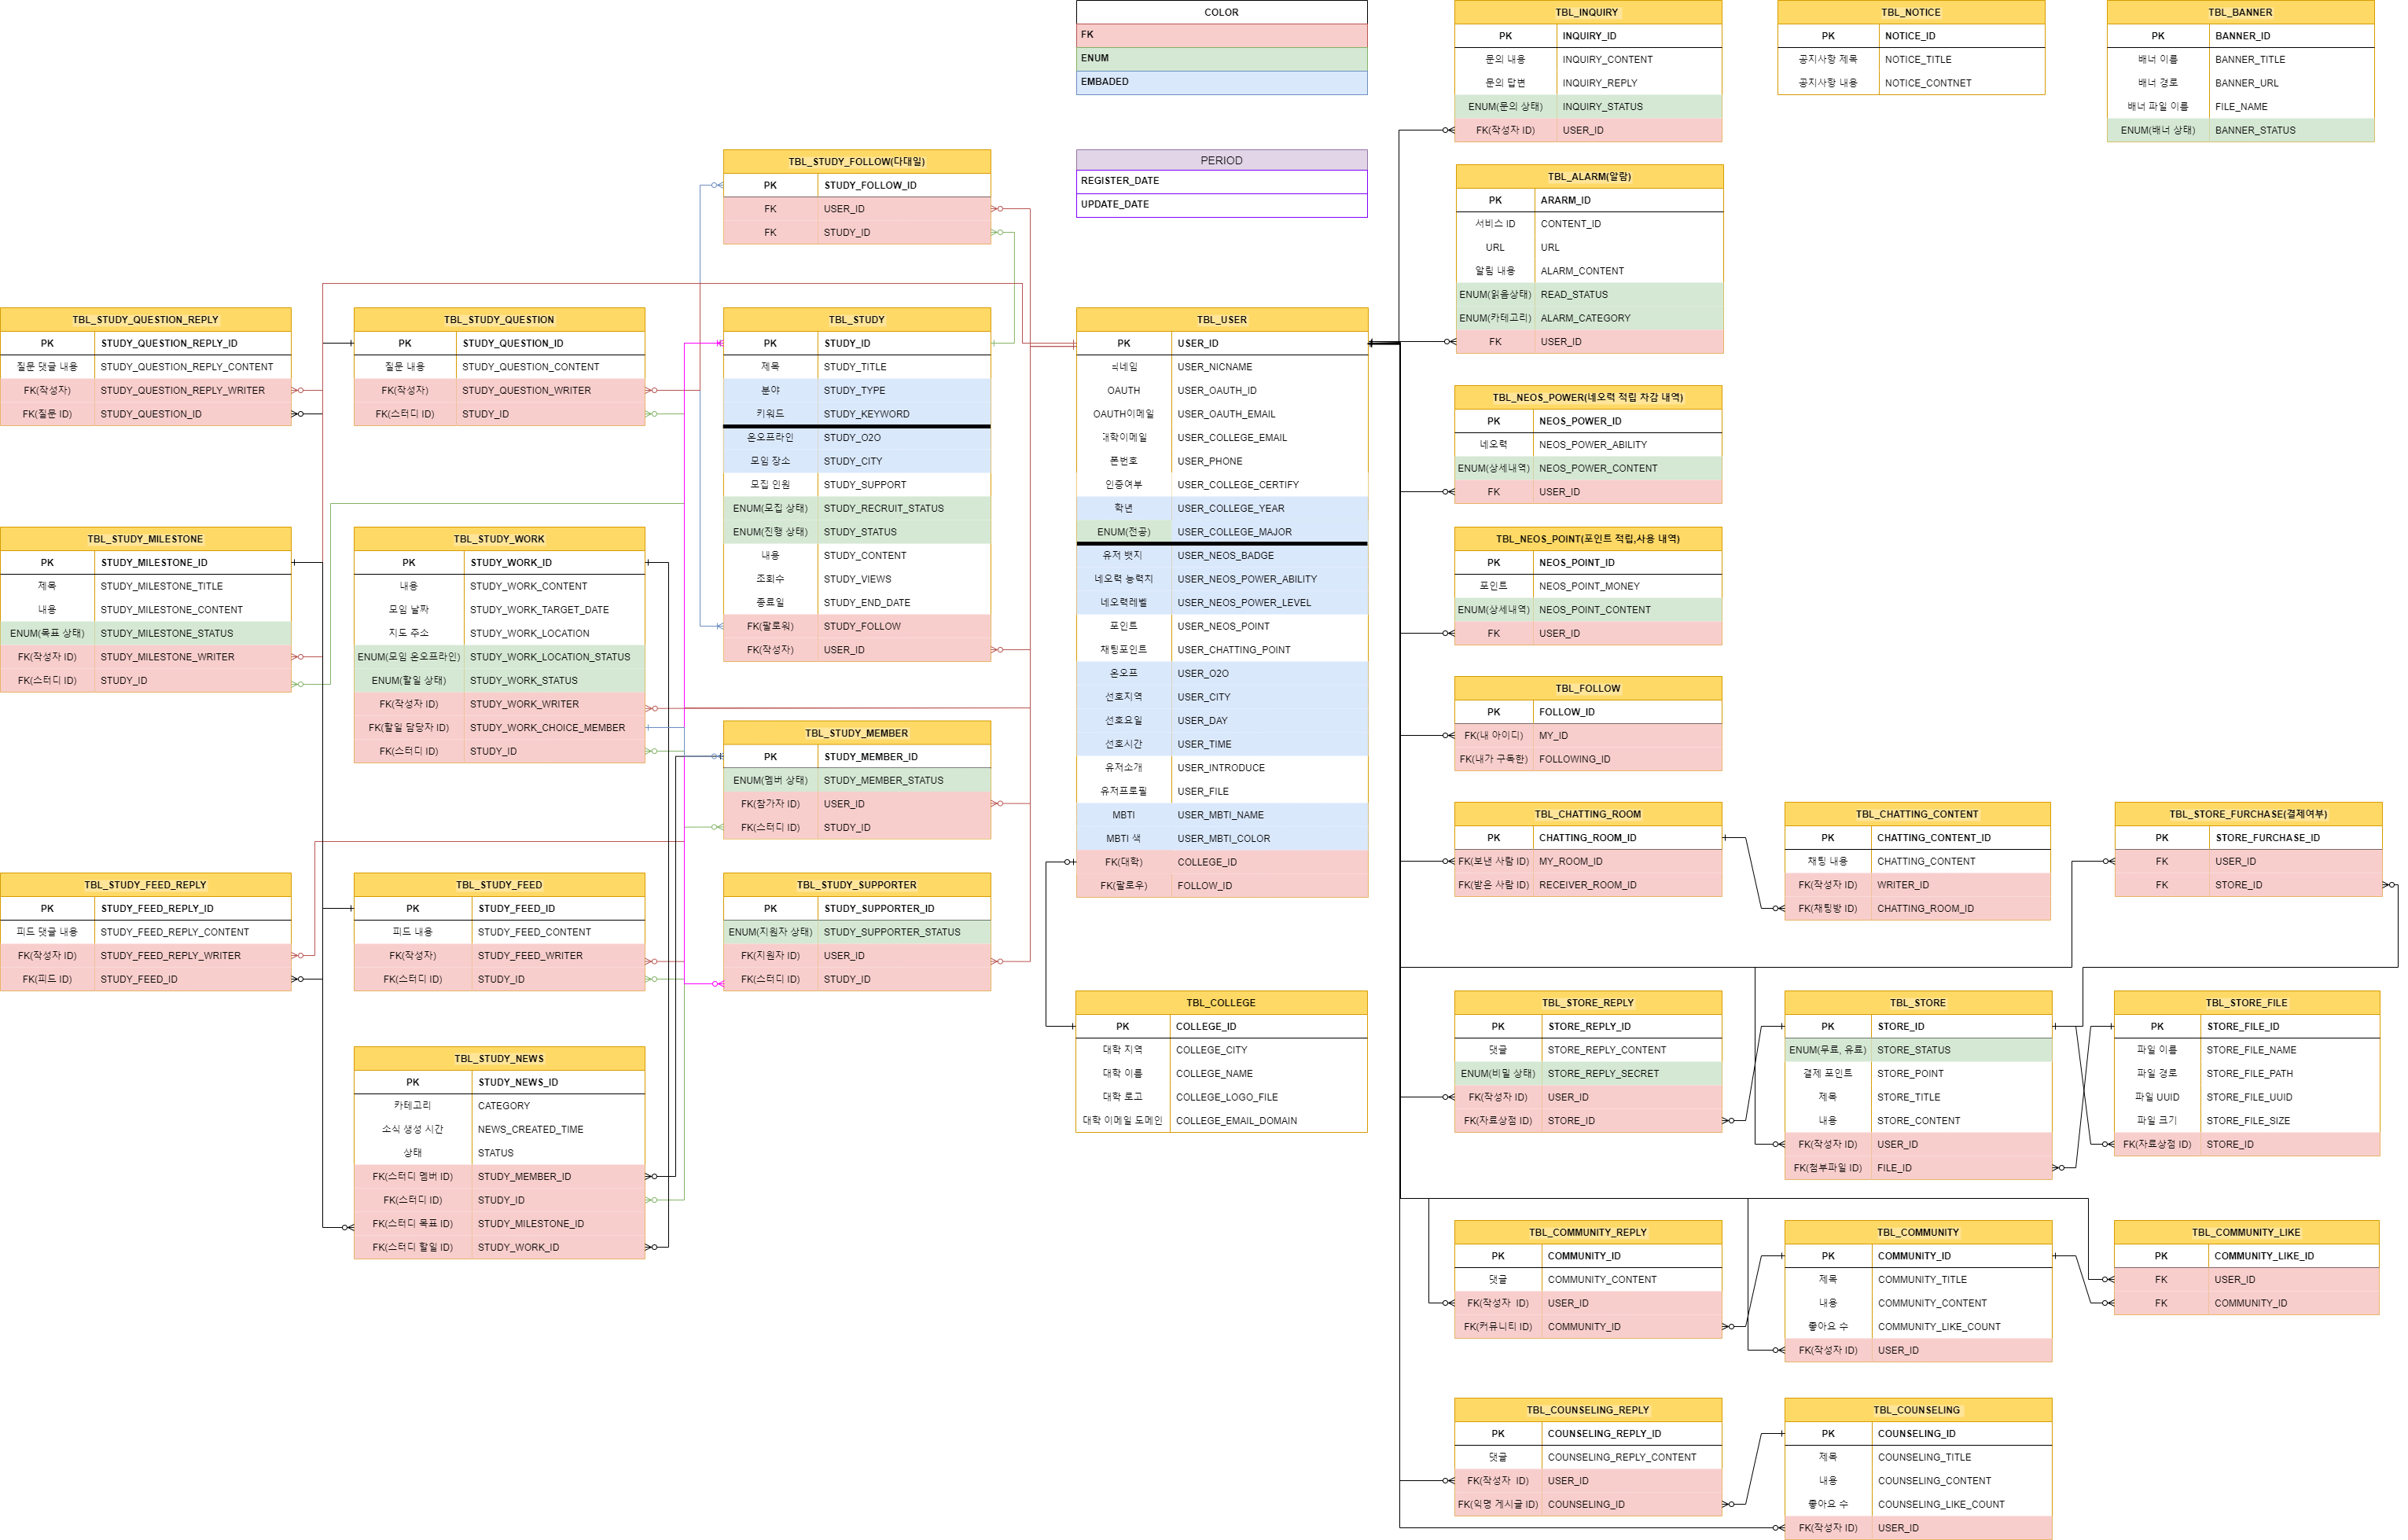 COLOR
FK
ENUM
EMBADED
TBL_INQUIRY
PK INQUIRY_ID
문의 내용 INQUIRY_CONTENT
문의 답변 INQUIRY_REPLY
ENUM(문의 상태) INQUIRY_STATUS
FK(작성자 ID) USER_ID
TBL_NOTICE
PK NOTICE_ID
공지사항 제목 NOTICE_TITLE
공지사항 내용 NOTICE_CONTNET
TBL_BANNER
PK BANNER_ID
배너 이름 BANNER_TITLE
배너 경로 BANNER_URL
배너 파일 이름 FILE_NAME
ENUM(배너 상태) BANNER_STATUS
TBL_STUDY_FOLLOW(다대일)
PK STUDY_FOLLOW_ID
FK USER_ID
FK STUDY_ID
PERIOD
REGISTER_DATE
UPDATE_DATE
TBL_ALARM(알람)
PK ARARM_ID
서비스 ID CONTENT_ID
URL URL
알림 내용 ALARM_CONTENT
ENUM(읽음상태) READ_STATUS
ENUM(카테고리) ALARM_CATEGORY
FK USER_ID
TBL_STUDY_QUESTION_REPLY
PK STUDY_QUESTION_REPLY_ID
질문 댓글 내용 STUDY_QUESTION_REPLY_CONTENT
FK(작성자) STUDY_QUESTION_REPLY_WRITER
FK(질문 ID) STUDY_QUESTION_ID
TBL_STUDY_QUESTION
PK STUDY_QUESTION_ID
질문 내용 STUDY_QUESTION_CONTENT
FK(작성자) STUDY_QUESTION_WRITER
FK(스터디 ID) STUDY_ID
TBL_STUDY
PK STUDY_ID
제목 STUDY_TITLE
분야 STUDY_TYPE
키워드 STUDY_KEYWORD
온오프라인 STUDY_O2O
모임 장소 STUDY_CITY
모집 인원 STUDY_SUPPORT
ENUM(모집 상태) STUDY_RECRUIT_STATUS
ENUM(진행 상태) STUDY_STATUS
내용 STUDY_CONTENT
조회수 STUDY_VIEWS
종료일 STUDY_END_DATE
FK(팔로워) STUDY_FOLLOW
FK(작성자) USER_ID
TBL_USER
PK USER_ID
닉네임 USER_NICNAME
OAUTH USER_OAUTH_ID
OAUTH이메일 USER_OAUTH_EMAIL
대학이메일 USER_COLLEGE_EMAIL
폰번호 USER_PHONE
인증여부 USER_COLLEGE_CERTIFY
학년 USER_COLLEGE_YEAR
ENUM(전공) USER_COLLEGE_MAJOR
유저 뱃지 USER_NEOS_BADGE
네오력 능력지 USER_NEOS_POWER_ABILITY
네오력레벨 USER_NEOS_POWER_LEVEL
포인트 USER_NEOS_POINT
채팅포인트 USER_CHATTING_POINT
온오프 USER_O2O
선호지역 USER_CITY
선호요일 USER_DAY
선호시간 USER_TIME
유저소개 USER_INTRODUCE
유저프로필 USER_FILE
MBTI USER_MBTI_NAME
MBTI 색 USER_MBTI_COLOR
FK(대학) COLLEGE_ID
FK(팔로우) FOLLOW_ID
TBL_NEOS_POWER(네오력 적립 차감 내역)
PK NEOS_POWER_ID
네오력 NEOS_POWER_ABILITY
ENUM(상세내역) NEOS_POWER_CONTENT
FK USER_ID
TBL_NEOS_POINT(포인트 적립,사용 내역)
PK NEOS_POINT_ID
포인트 NEOS_POINT_MONEY
ENUM(상세내역) NEOS_POINT_CONTENT
FK USER_ID
TBL_STUDY_MILESTONE
PK STUDY_MILESTONE_ID
제목 STUDY_MILESTONE_TITLE
내용 STUDY_MILESTONE_CONTENT
ENUM(목표 상태) STUDY_MILESTONE_STATUS
FK(작성자 ID) STUDY_MILESTONE_WRITER
FK(스터디 ID) STUDY_ID
TBL_STUDY_WORK
PK STUDY_WORK_ID
내용 STUDY_WORK_CONTENT
모임 날짜 STUDY_WORK_TARGET_DATE
지도 주소 STUDY_WORK_LOCATION
ENUM(모임 온오프라인) STUDY_WORK_LOCATION_STATUS
ENUM(할일 상태) STUDY_WORK_STATUS
FK(작성자 ID) STUDY_WORK_WRITER
FK(할일 담당자 ID) STUDY_WORK_CHOICE_MEMBER
FK(스터디 ID) STUDY_ID
TBL_STUDY_MEMBER
PK STUDY_MEMBER_ID
ENUM(멤버 상태) STUDY_MEMBER_STATUS
FK(참가자 ID) USER_ID
FK(스터디 ID) STUDY_ID
TBL_FOLLOW
PK FOLLOW_ID
FK(내 아이디) MY_ID
FK(내가 구독한) FOLLOWING_ID
TBL_CHATTING_ROOM
PK CHATTING_ROOM_ID
FK(보낸 사람 ID) MY_ROOM_ID
FK(받은 사람 ID) RECEIVER_ROOM_ID
TBL_CHATTING_CONTENT
PK CHATTING_CONTENT_ID
채팅 내용 CHATTING_CONTENT
FK(작성자 ID) WRITER_ID
FK(채팅방 ID) CHATTING_ROOM_ID
TBL_STORE_FURCHASE(결제여부)
PK STORE_FURCHASE_ID
FK USER_ID
FK STORE_ID
TBL_STUDY_FEED_REPLY
PK STUDY_FEED_REPLY_ID
피드 댓글 내용 STUDY_FEED_REPLY_CONTENT
FK(작성자 ID) STUDY_FEED_REPLY_WRITER
FK(피드 ID) STUDY_FEED_ID
TBL_STUDY_FEED
PK STUDY_FEED_ID
피드 내용 STUDY_FEED_CONTENT
FK(작성자) STUDY_FEED_WRITER
FK(스터디 ID) STUDY_ID
TBL_STUDY_SUPPORTER
PK STUDY_SUPPORTER_ID
ENUM(지원자 상태) STUDY_SUPPORTER_STATUS
FK(지원자 ID) USER_ID
FK(스터디 ID) STUDY_ID
TBL_COLLEGE
PK COLLEGE_ID
대학 지역 COLLEGE_CITY
대학 이름 COLLEGE_NAME
대학 로고 COLLEGE_LOGO_FILE
대학 이메일 도메인 COLLEGE_EMAIL_DOMAIN
TBL_STORE_REPLY
PK STORE_REPLY_ID
댓글 STORE_REPLY_CONTENT
ENUM(비밀 상태) STORE_REPLY_SECRET
FK(작성자 ID) USER_ID
FK(자료상점 ID) STORE_ID
TBL_STORE
PK STORE_ID
ENUM(무료, 유료) STORE_STATUS
결제 포인트 STORE_POINT
제목 STORE_TITLE
내용 STORE_CONTENT
FK(작성자 ID) USER_ID
FK(첨부파일 ID) FILE_ID
TBL_STORE_FILE
PK STORE_FILE_ID
파일 이름 STORE_FILE_NAME
파일 경로 STORE_FILE_PATH
파일 UUID STORE_FILE_UUID
파일 크기 STORE_FILE_SIZE
FK(자료상점 ID) STORE_ID
TBL_STUDY_NEWS
PK STUDY_NEWS_ID
카테고리 CATEGORY
소식 생성 시간 NEWS_CREATED_TIME
상태 STATUS
FK(스터디 멤버 ID) STUDY_MEMBER_ID
FK(스터디 ID) STUDY_ID
FK(스터디 목표 ID) STUDY_MILESTONE_ID
FK(스터디 할일 ID) STUDY_WORK_ID
TBL_COMMUNITY_REPLY
PK COMMUNITY_ID
댓글 COMMUNITY_CONTENT
FK(작성자 ID) USER_ID
FK(커뮤니티 ID) COMMUNITY_ID
TBL_COMMUNITY
PK COMMUNITY_ID
제목 COMMUNITY_TITLE
내용 COMMUNITY_CONTENT
좋아요 수 COMMUNITY_LIKE_COUNT
FK(작성자 ID) USER_ID
TBL_COMMUNITY_LIKE
PK COMMUNITY_LIKE_ID
FK USER_ID
FK COMMUNITY_ID
TBL_COUNSELING_REPLY
PK COUNSELING_REPLY_ID
댓글 COUNSELING_REPLY_CONTENT
FK(작성자 ID) USER_ID
FK(익명 게시글 ID) COUNSELING_ID
TBL_COUNSELING
PK COUNSELING_ID
제목 COUNSELING_TITLE
내용 COUNSELING_CONTENT
좋아요 수 COUNSELING_LIKE_COUNT
FK(작성자 ID) USER_ID